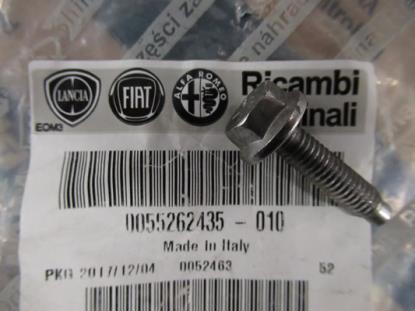 LANCIA FIAT ALFA ROMEO Ricambi
EOM3
0055262435 - 010
Made in Italy
PKG 2017/12/04 0052463 52